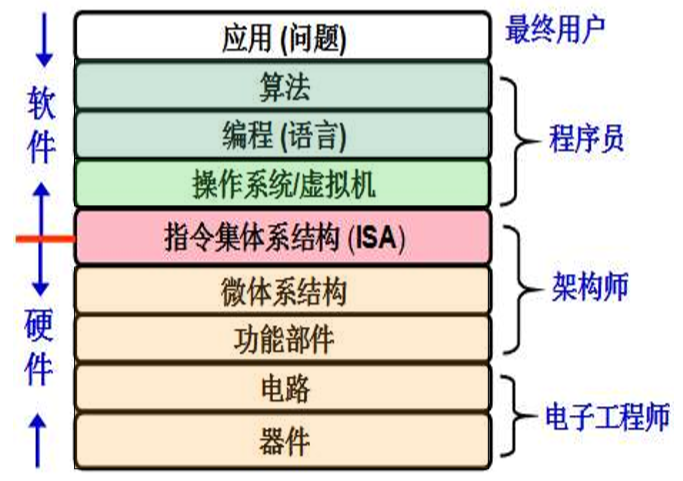 应用 (问题)
最终用户
算法
编程 (语言)
程序员
操作系统/虚拟机
软件
指令集体系结构 (ISA)
微体系结构
架构师
功能部件
硬件
电路
电子工程师
器件